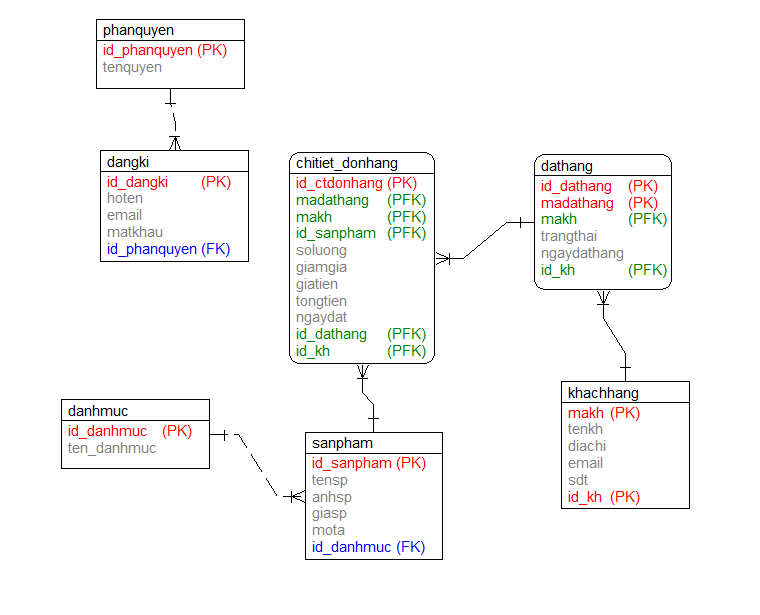 phanquyen
id_phanquyen (PK)
tenquyen
dangki
id_dangki (PK)
hoten
email
matkhau
id_phanquyen (FK)
chitiet_donhang
id_ctdonhang (PK)
madathang (PFK)
makh (PFK)
id_sanpham (PFK)
soluong
giamgia
giatien
tongtien
ngaydat
id_dathang (PFK)
id_kh (PFK)
dathang
id_dathang (PK)
madathang (PK)
makh (PFK)
trangthai
ngaydathang
id_kh (PFK)
danhmuc
id_danhmuc (PK)
ten_danhmuc
sanpham
id_sanpham (PK)
tensp
anhsp
giasp
mota
id_danhmuc (FK)
khachhang
makh (PK)
tenkh
diachi
email
sdt
id_kh (PK)